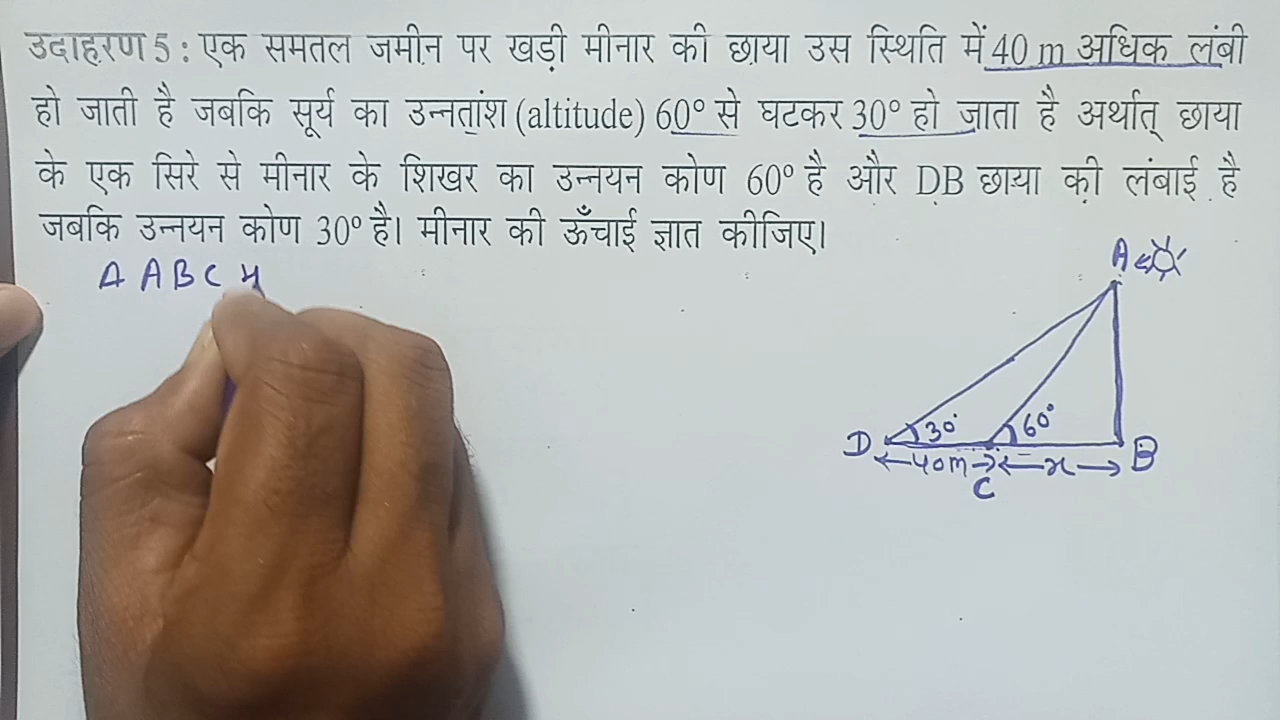 उदाहरण 5 : एक समतल जमीन पर खड़ी मीनार की छाया उस स्थिति में 40 m अधिक लंबी
हो जाती है जबकि सूर्य का उन्नतांश (altitude) 60° से घटकर 30° हो जाता है अर्थात् छाया
के एक सिरे से मीनार के शिखर का उन्नयन कोण 60° है और DB छाया की लंबाई है
जबकि उन्नयन कोण 30° है। मीनार की ऊँचाई ज्ञात कीजिए।
Δ ABC
A
30° 60°
D B
40m x
C